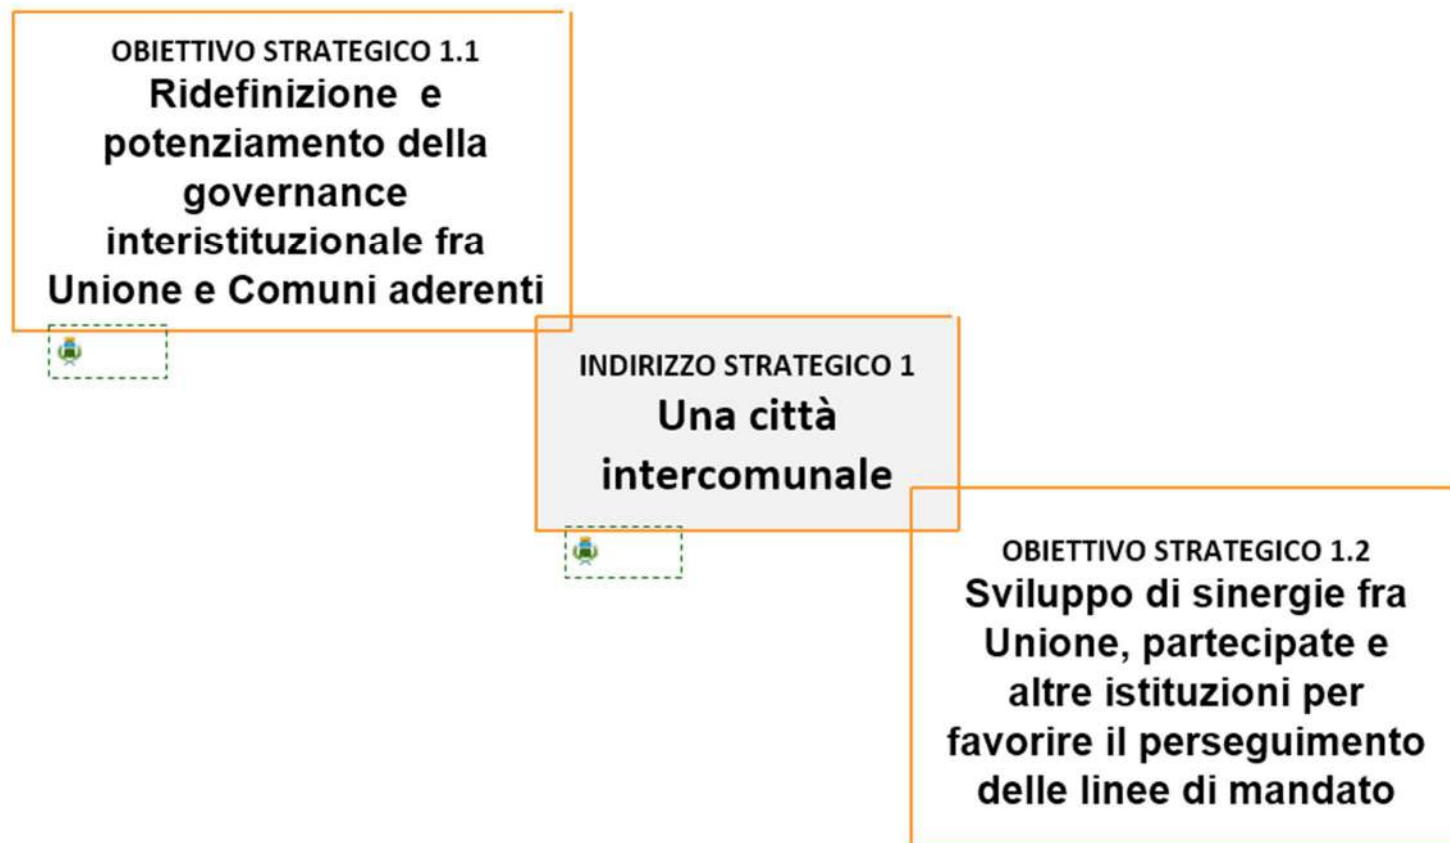 OBIETTIVO STRATEGICO 1.1
Ridefinizione e
potenziamento della
governance
interistituzionale fra
Unione e Comuni aderenti
INDIRIZZO STRATEGICO 1
Una città
intercomunale
OBIETTIVO STRATEGICO 1.2
Sviluppo di sinergie fra
Unione, partecipate e
altre istituzioni per
favorire il perseguimento
delle linee di mandato